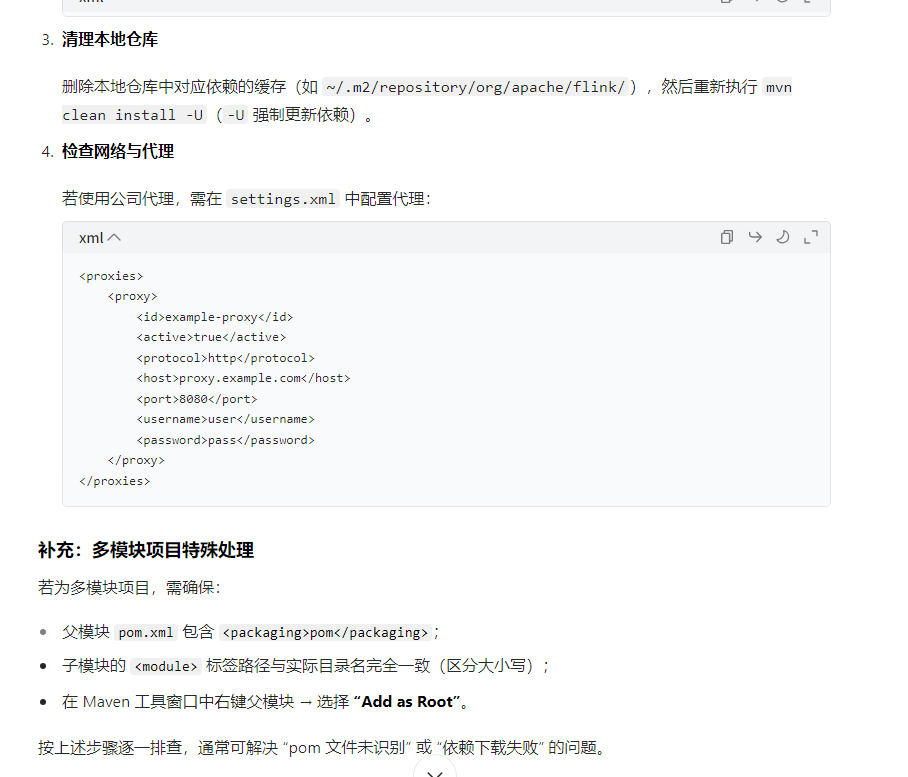 3. 清理本地仓库
删除本地仓库中对应依赖的缓存（如 ~/.m2/repository/org/apache/flink/），然后重新执行 mvn
clean install -U（-U 强制更新依赖）。
4. 检查网络与代理
若使用公司代理，需在 settings.xml 中配置代理：
xml
<proxies>
    <proxy>
        <id>example-proxy</id>
        <active>true</active>
        <protocol>http</protocol>
        <host>proxy.example.com</host>
        <port>8080</port>
        <username>user</username>
        <password>pass</password>
    </proxy>
</proxies>
补充：多模块项目特殊处理
若为多模块项目，需确保：
• 父模块 pom.xml 包含 <packaging>pom</packaging>；
• 子模块的 <module> 标签路径与实际目录名完全一致（区分大小写）；
• 在 Maven 工具窗口中右键父模块 → 选择 “Add as Root”。
按上述步骤逐一排查，通常可解决 “pom 文件未识别” 或 “依赖下载失败” 的问题。